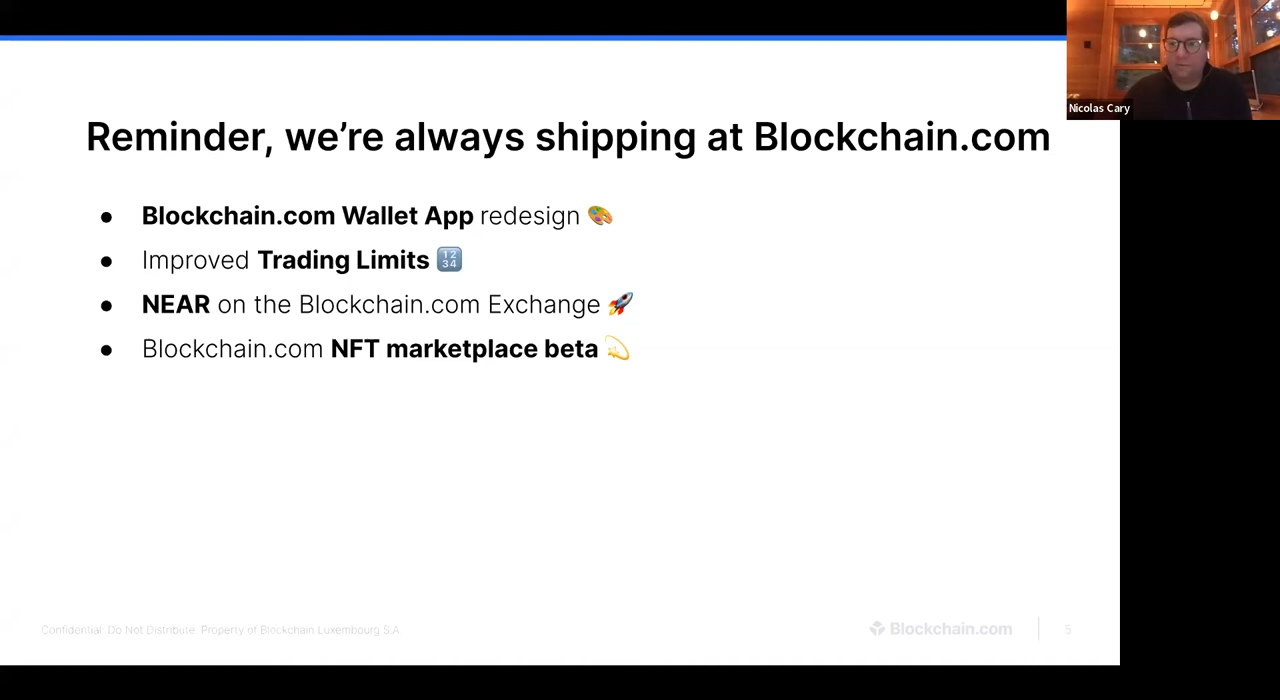 Nicolas Cary
Reminder, we’re always shipping at Blockchain.com
● Blockchain.com Wallet App redesign 🎨
● Improved Trading Limits 🔢
● NEAR on the Blockchain.com Exchange 🚀
● Blockchain.com NFT marketplace beta 💫
Confidential: Do Not Distribute. Property of Blockchain Luxembourg S.A
Blockchain.com
5